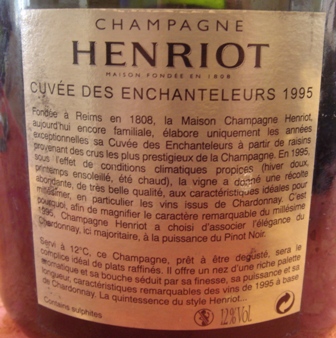 CHAMPAGNE
HENRIOT
MAISON FONDÉE EN 1808
CUVÉE DES ENCHANTELEURS 1995
Fondée à Reims en 1808, la Maison Champagne Henriot,
aujourd'hui encore familiale, élabore uniquement les années
exceptionnelles sa Cuvée des Enchanteleurs à partir de raisins
provenant des crus les plus prestigieux de la Champagne. En 1995,
sous l'effet de conditions climatiques propices (hiver doux,
printemps ensoleillé, été chaud), la vigne a donné une récolte
abondante, de très belle qualité, aux caractéristiques idéales pour
millésimer, en particulier les vins issus de Chardonnay. C'est
pourquoi, afin de magnifier le caractère remarquable du millésime
1995, Champagne Henriot a choisi d'associer l'élégance du
Chardonnay, ici majoritaire, à la puissance du Pinot Noir.
Servi à 12°C, ce Champagne, prêt à être dégusté, sera le
complice idéal de plats raffinés. Il offre un nez d'une riche palette
aromatique et sa bouche séduit par sa finesse, sa puissance et sa
longueur, caractéristiques remarquables des vins de 1995 à base
de Chardonnay. La quintessence du style Henriot...
Contains sulphites
12%Vol.